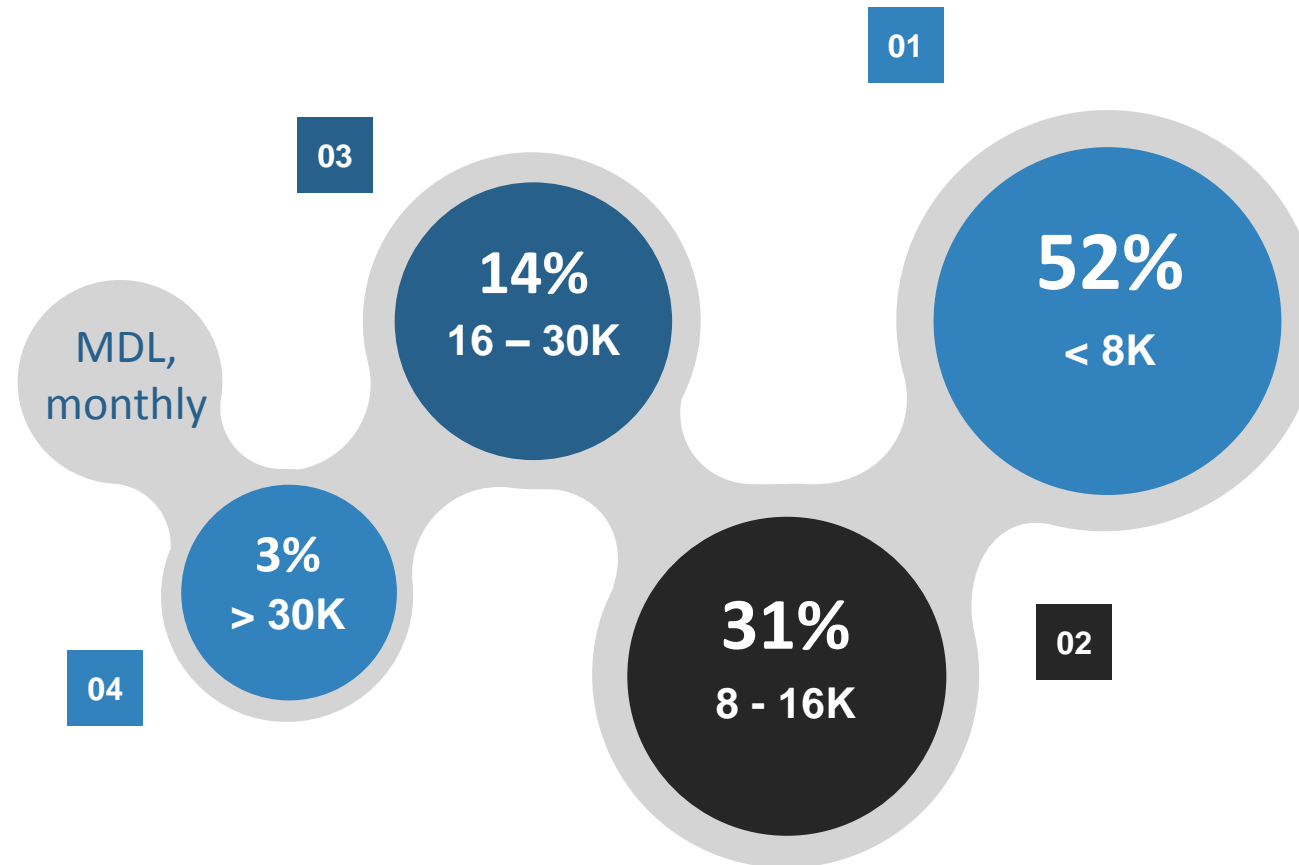 01
52%
< 8K
03
14%
16 – 30K
MDL,
monthly
3%
> 30K
04
31%
8 - 16K
02